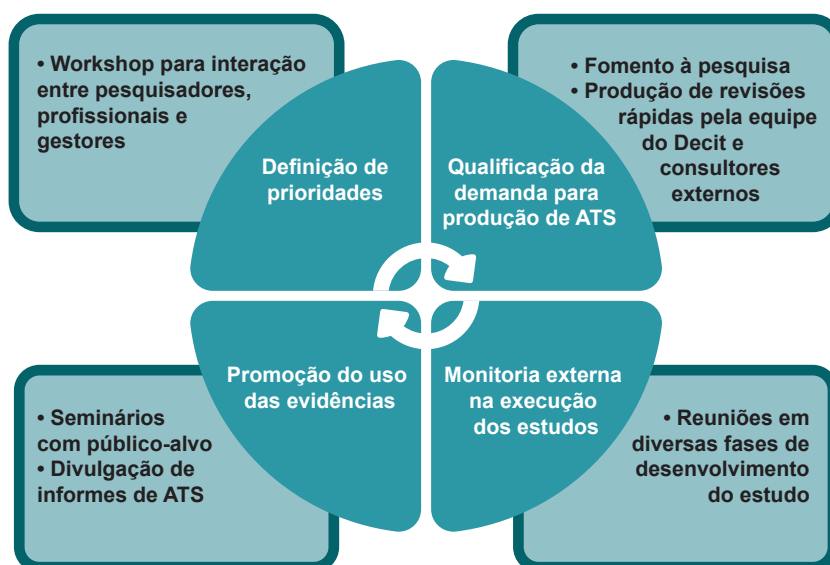 • Workshop para interação
entre pesquisadores,
profissionais e
gestores
Definição de
prioridades
• Fomento à pesquisa
• Produção de revisões
rápidas pela equipe
do Decit e
consultores
externos
Qualificação da
demanda para
produção de ATS
Promoção do uso
das evidências
• Seminários
com público-alvo
• Divulgação de
informes de ATS
Monitoria externa
na execução
dos estudos
• Reuniões em
diversas fases de
desenvolvimento
do estudo